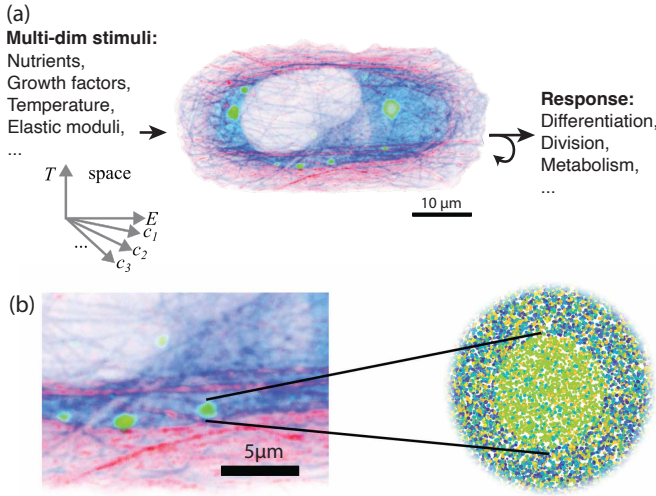 (a)
Multi-dim stimuli:
Nutrients,
Growth factors,
Temperature,
Elastic moduli,
...
T space
E
c1
... c2
c3
10 µm
Response:
Differentiation,
Division,
Metabolism,
...
(b)
5µm